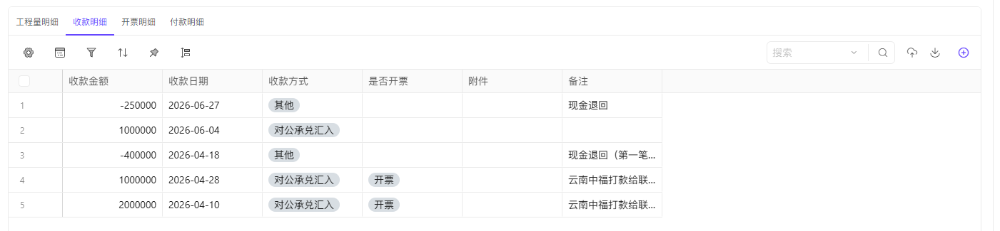 工程量明细 收款明细 开票明细 付款明细
搜索
收款金额 收款日期 收款方式 是否开票 附件 备注
1 -250000 2026-06-27 其他 现金退回
2 1000000 2026-06-04 对公承兑汇入
3 -400000 2026-04-18 其他 现金退回（第一笔...
4 1000000 2026-04-28 对公承兑汇入 开票 云南中福打款给联...
5 2000000 2026-04-10 对公承兑汇入 开票 云南中福打款给联...